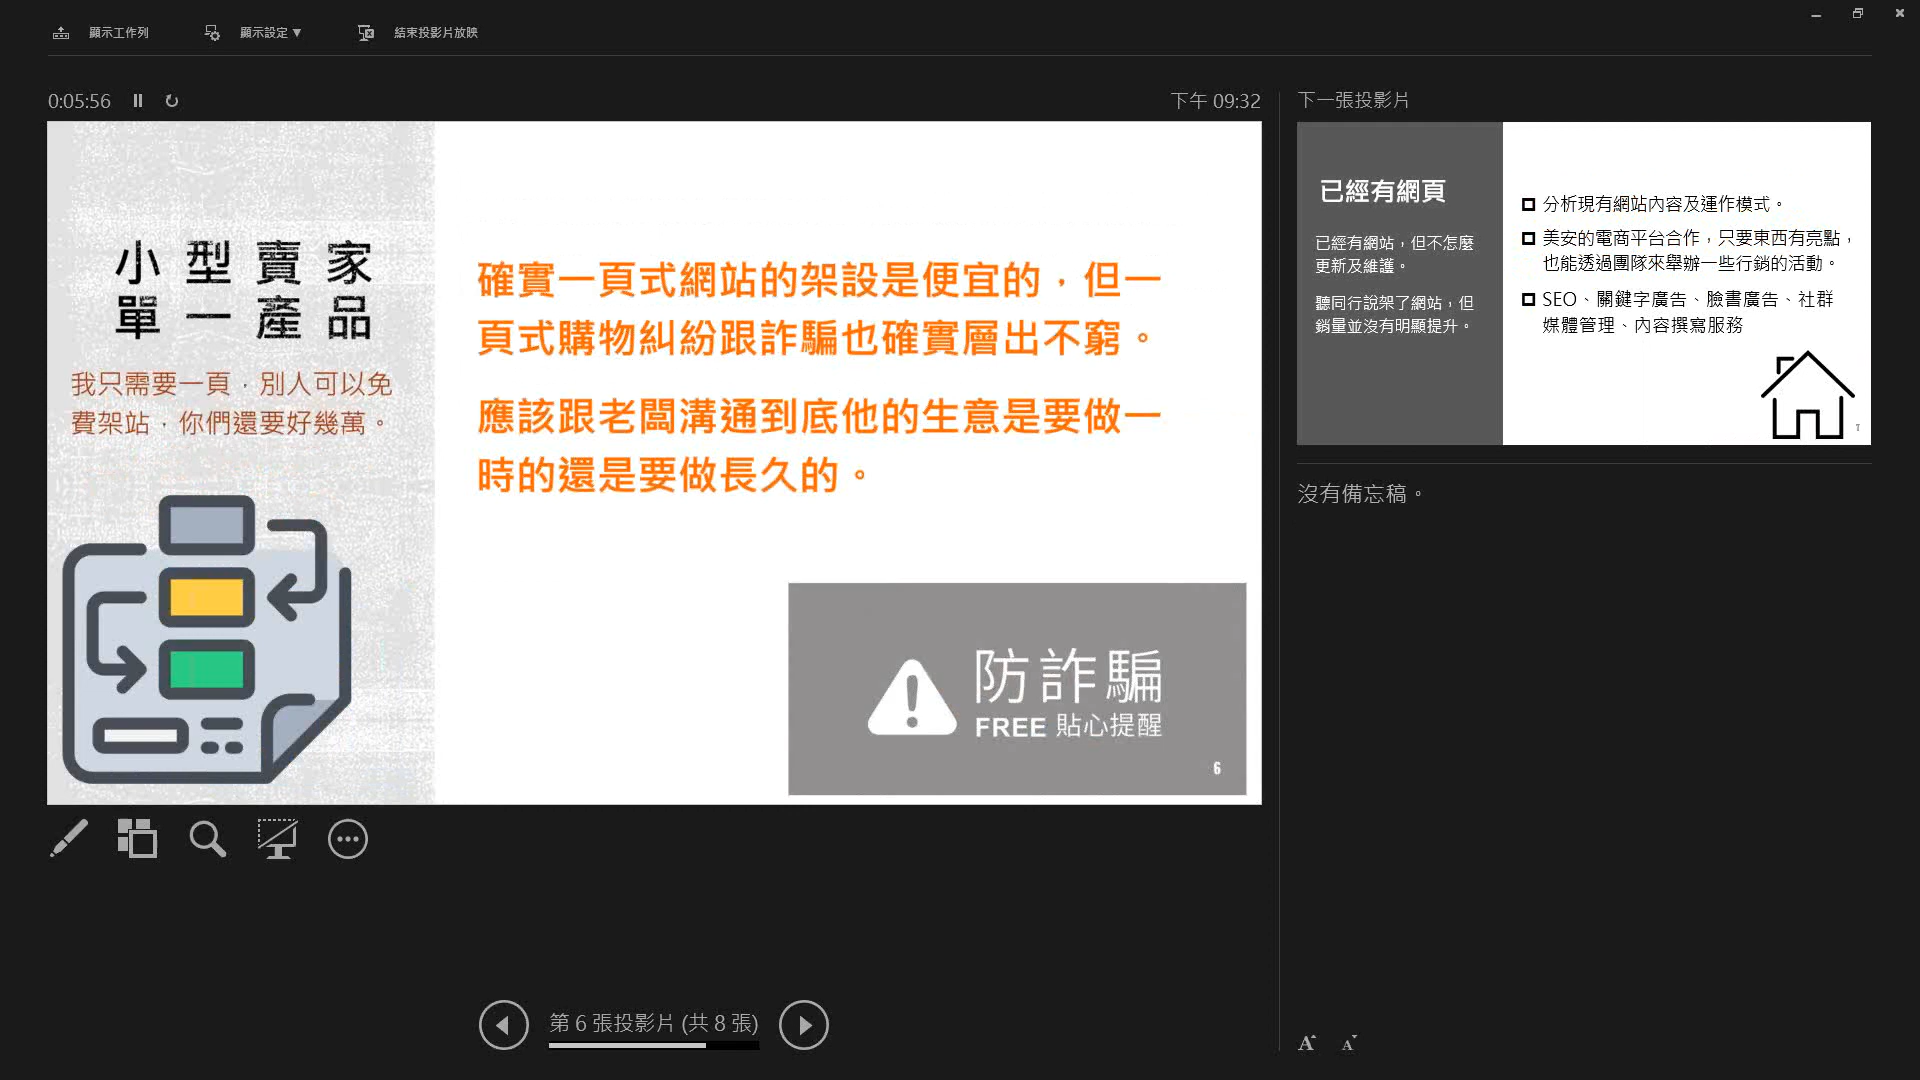 顯示工作列
顯示設定 ▼
結束投影片放映
0:05:56
下午 09:32
小型賣家
單一產品
我只需要一頁，別人可以免
費架站，你們還要好幾萬。
確實一頁式網站的架設是便宜的，但一
頁式購物糾紛跟詐騙也確實層出不窮。
應該跟老闆溝通到底他的生意是要做一
時的還是要做長久的。
防詐騙
FREE 貼心提醒
6
下一張投影片
已經有網頁
已經有網站，但不怎麼
更新及維護。
聽同行說架了網站，但
銷量並沒有明顯提升。
分析現有網站內容及運作模式。
美安的電商平台合作，只要東西有亮點，
也能透過團隊來舉辦一些行銷的活動。
SEO、關鍵字廣告、臉書廣告、社群
媒體管理、內容撰寫服務
7
沒有備忘稿。
第 6 張投影片 (共 8 張)
A
A